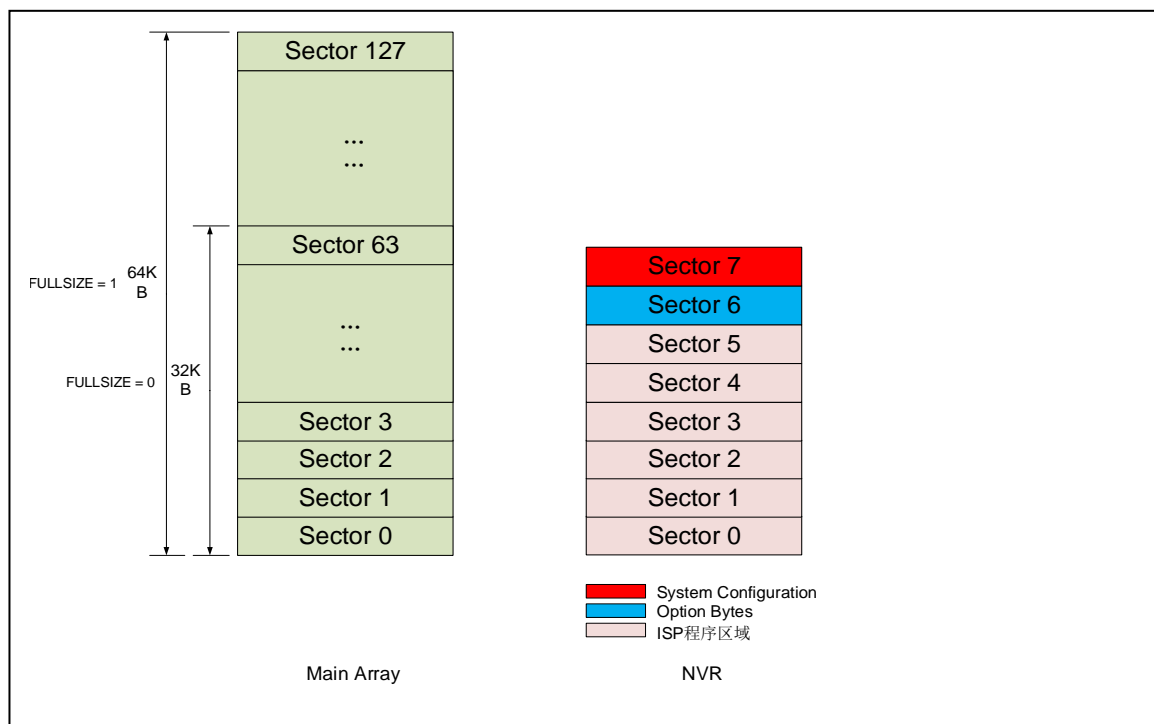 Sector 127
...
...
Sector 63
FULLSIZE = 1
64K
B
...
...
FULLSIZE = 0
32K
B
Sector 3
Sector 2
Sector 1
Sector 0
Sector 7
Sector 6
Sector 5
Sector 4
Sector 3
Sector 2
Sector 1
Sector 0
System Configuration
Option Bytes
ISP程序区域
Main Array
NVR